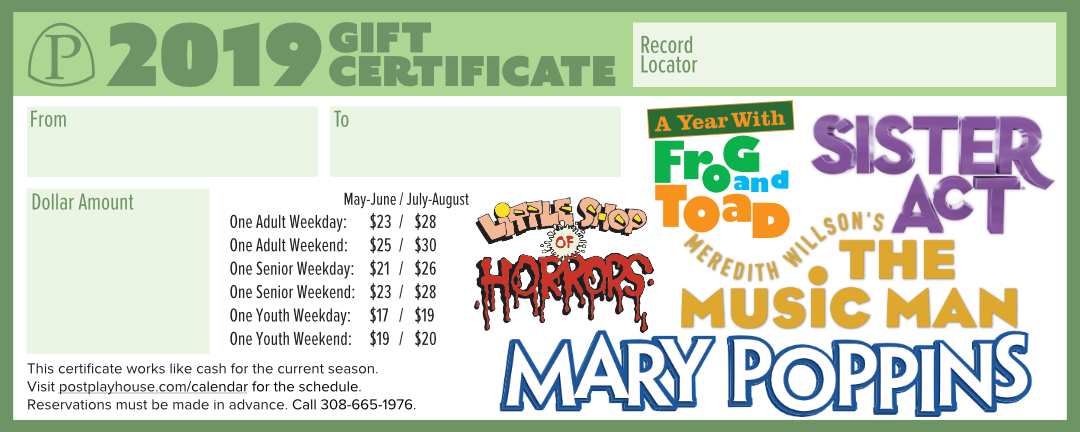 P 2019 GIFT
CERTIFICATE
Record
Locator
From
To
Dollar Amount
May-June / July-August
One Adult Weekday: $23 / $28
One Adult Weekend: $25 / $30
One Senior Weekday: $21 / $26
One Senior Weekend: $23 / $28
One Youth Weekday: $17 / $19
One Youth Weekend: $19 / $20
This certificate works like cash for the current season.
Visit postplayhouse.com/calendar for the schedule.
Reservations must be made in advance. Call 308-665-1976.
A Year With
FroG
and
ToaD
SISTER
ACT
LiTTLE SHOP
OF
HORRORS
MEREDITH WILLSON'S
THE
MUSiC MAN
MARY POPPINS